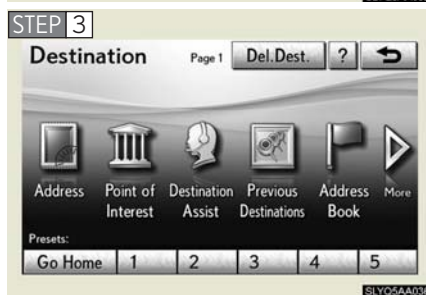 STEP 3
Destination Page 1 Del.Dest. ?
Address Point of Interest Destination Assist Previous Destinations Address Book More
Presets:
Go Home 1 2 3 4 5
SLYO5AA036